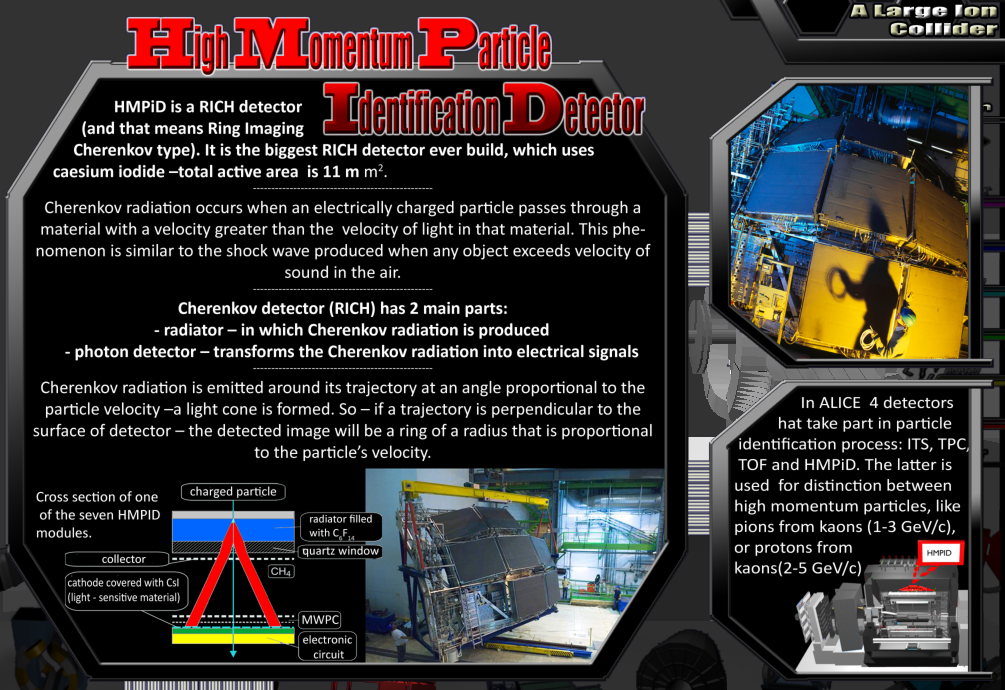 A Large Ion
Collider
High Momentum Particle
Identification Detector
HMPiD is a RICH detector
(and that means Ring Imaging
Cherenkov type). It is the biggest RICH detector ever build, which uses
caesium iodide –total active area is 11 m m².
Cherenkov radiation occurs when an electrically charged particle passes through a
material with a velocity greater than the velocity of light in that material. This phe-
nomenon is similar to the shock wave produced when any object exceeds velocity of
sound in the air.
Cherenkov detector (RICH) has 2 main parts:
- radiator – in which Cherenkov radiation is produced
- photon detector – transforms the Cherenkov radiation into electrical signals
Cherenkov radiation is emitted around its trajectory at an angle proportional to the
particle velocity –a light cone is formed. So – if a trajectory is perpendicular to the
surface of detector – the detected image will be a ring of a radius that is proportional
to the particle's velocity.
Cross section of one
of the seven HMPID
modules.
charged particle
radiator filled
with C₆F₁₄
quartz window
collector
CH₄
cathode covered with CsI
(light - sensitive material)
MWPC
electronic
circuit
In ALICE 4 detectors
hat take part in particle
identification process: ITS, TPC,
TOF and HMPiD. The latter is
used for distinction between
high momentum particles, like
pions from kaons (1-3 GeV/c),
or protons from
kaons(2-5 GeV/c)
HMPID